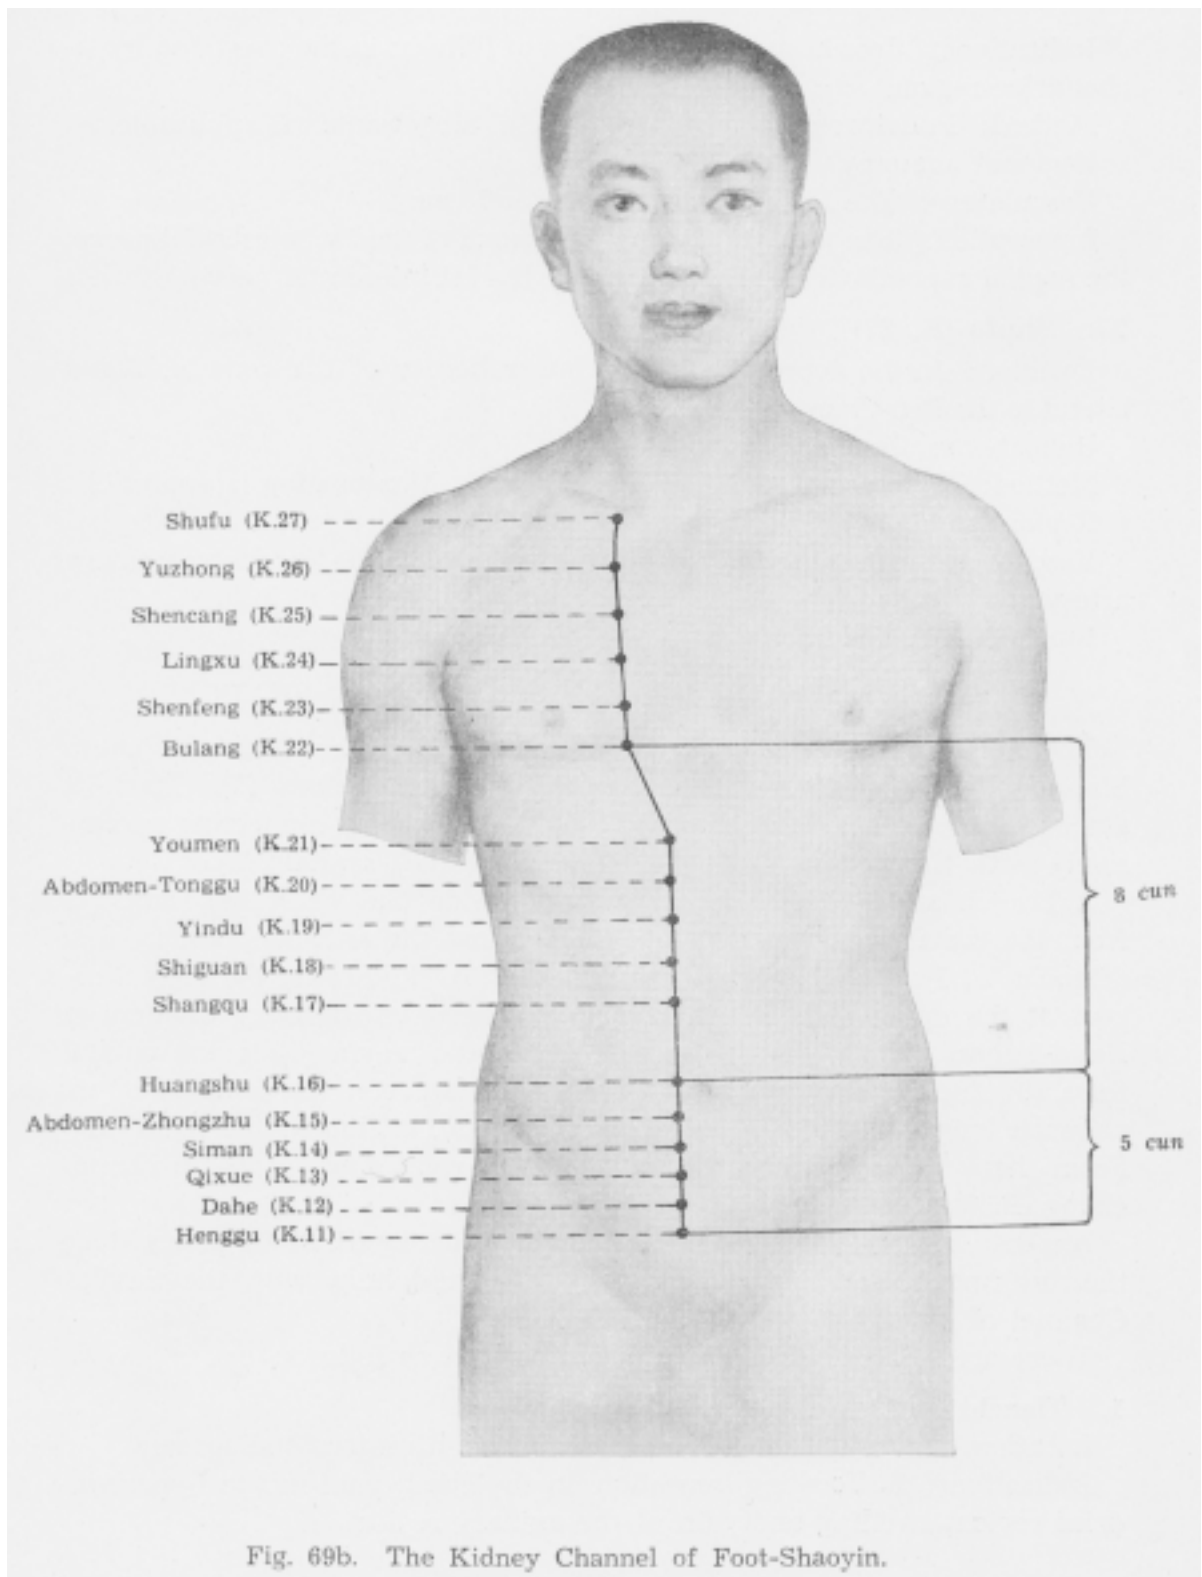 Shufu (K.27)
Yuzhong (K.26)
Shencang (K.25)
Lingxu (K.24)
Shenfeng (K.23)
Bulang (K.22)
Youmen (K.21)
Abdomen-Tonggu (K.20)
8 cun
Yindu (K.19)
Shiguan (K.18)
Shangqu (K.17)
Huangshu (K.16)
Abdomen-Zhongzhu (K.15)
5 cun
Siman (K.14)
Qixue (K.13)
Dahe (K.12)
Henggu (K.11)
Fig. 69b. The Kidney Channel of Foot-Shaoyin.